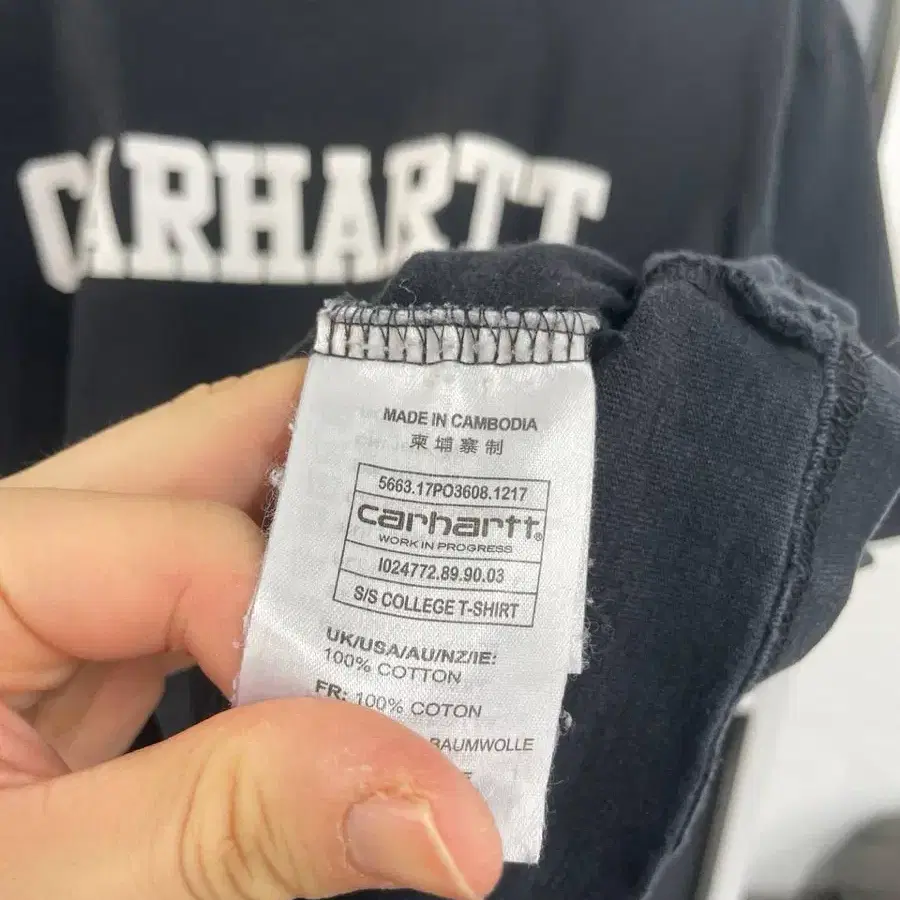 CARHARTT
MADE IN CAMBODIA
柬埔寨制
5663.17PO3608.1217
carhartt®
WORK IN PROGRESS
I024772.89.90.03
S/S COLLEGE T-SHIRT
UK/USA/AU/NZ/IE:
100% COTTON
FR: 100% COTON
BAUMWOLLE